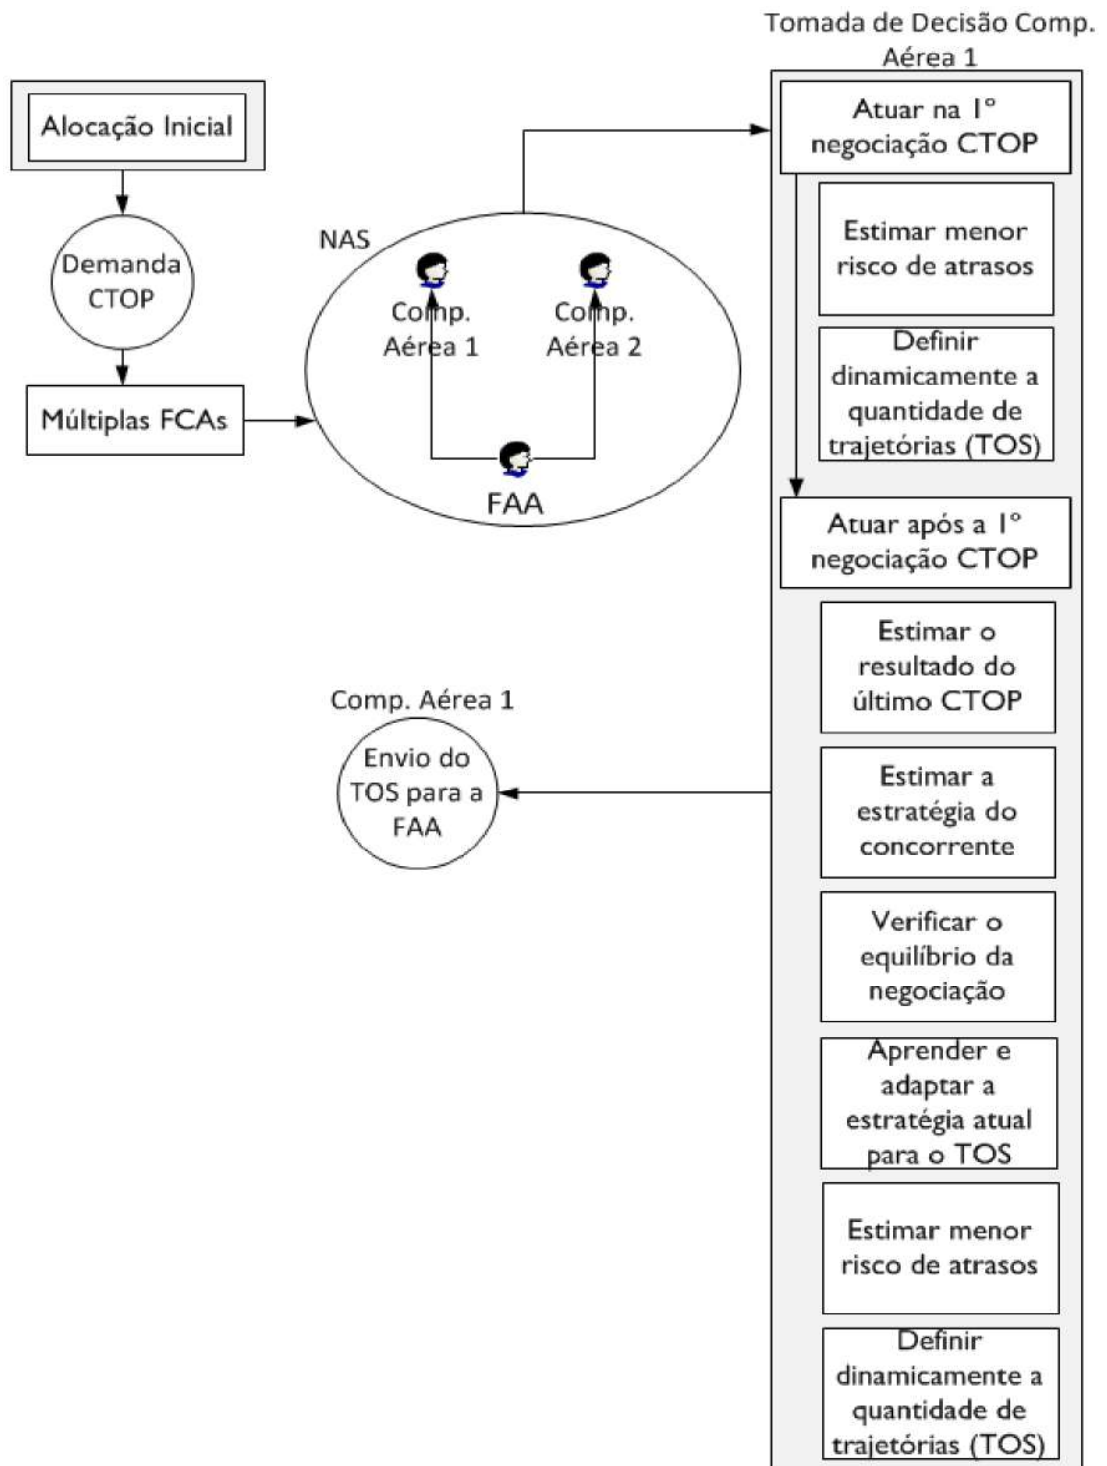 Tomada de Decisão Comp.
Aérea 1
Alocação Inicial
Demanda
CTOP
Múltiplas FCAs
NAS
Comp.
Aérea 1
Comp.
Aérea 2
FAA
Atuar na 1º
negociação CTOP
Estimar menor
risco de atrasos
Definir
dinamicamente a
quantidade de
trajetórias (TOS)
Atuar após a 1º
negociação CTOP
Estimar o
resultado do
último CTOP
Estimar a
estratégia do
concorrente
Verificar o
equilíbrio da
negociação
Aprender e
adaptar a
estratégia atual
para o TOS
Estimar menor
risco de atrasos
Definir
dinamicamente a
quantidade de
trajetórias (TOS)
Comp. Aérea 1
Envio do
TOS para a
FAA